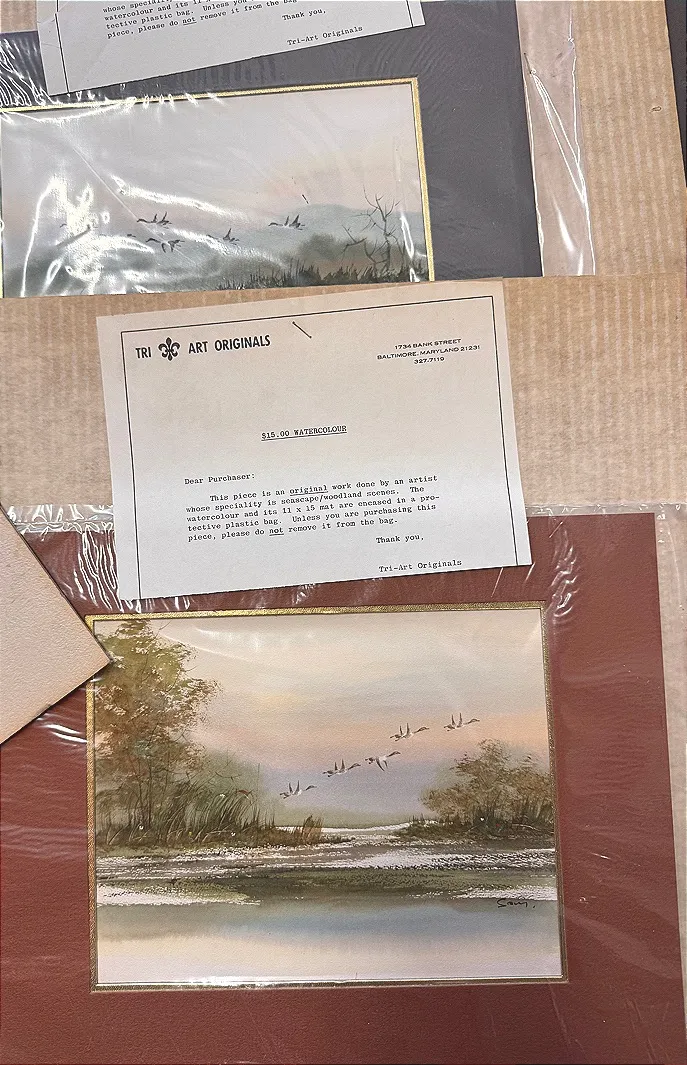 whose speciality is
watercolour and its 11 x
tective plastic bag. Unless you
piece, please do not remove it from the bag.
Thank you,
Tri-Art Originals
TRI ART ORIGINALS
1734 BANK STREET
BALTIMORE, MARYLAND 21231
327-7119
$15.00 WATERCOLOUR
Dear Purchaser:
This piece is an original work done by an artist
whose speciality is seascape/woodland scenes. The
watercolour and its 11 x 15 mat are encased in a pro-
tective plastic bag. Unless you are purchasing this
piece, please do not remove it from the bag.
Thank you,
Tri-Art Originals